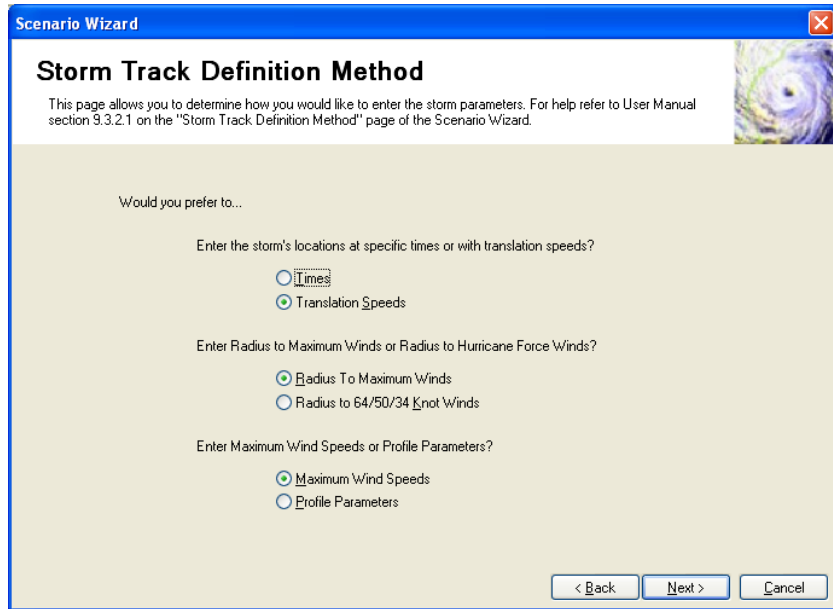 Scenario Wizard
Storm Track Definition Method
This page allows you to determine how you would like to enter the storm parameters. For help refer to User Manual
section 9.3.2.1 on the "Storm Track Definition Method" page of the Scenario Wizard.
Would you prefer to...
Enter the storm's locations at specific times or with translation speeds?
Times
Translation Speeds
Enter Radius to Maximum Winds or Radius to Hurricane Force Winds?
Radius To Maximum Winds
Radius to 64/50/34 Knot Winds
Enter Maximum Wind Speeds or Profile Parameters?
Maximum Wind Speeds
Profile Parameters
< Back Next > Cancel